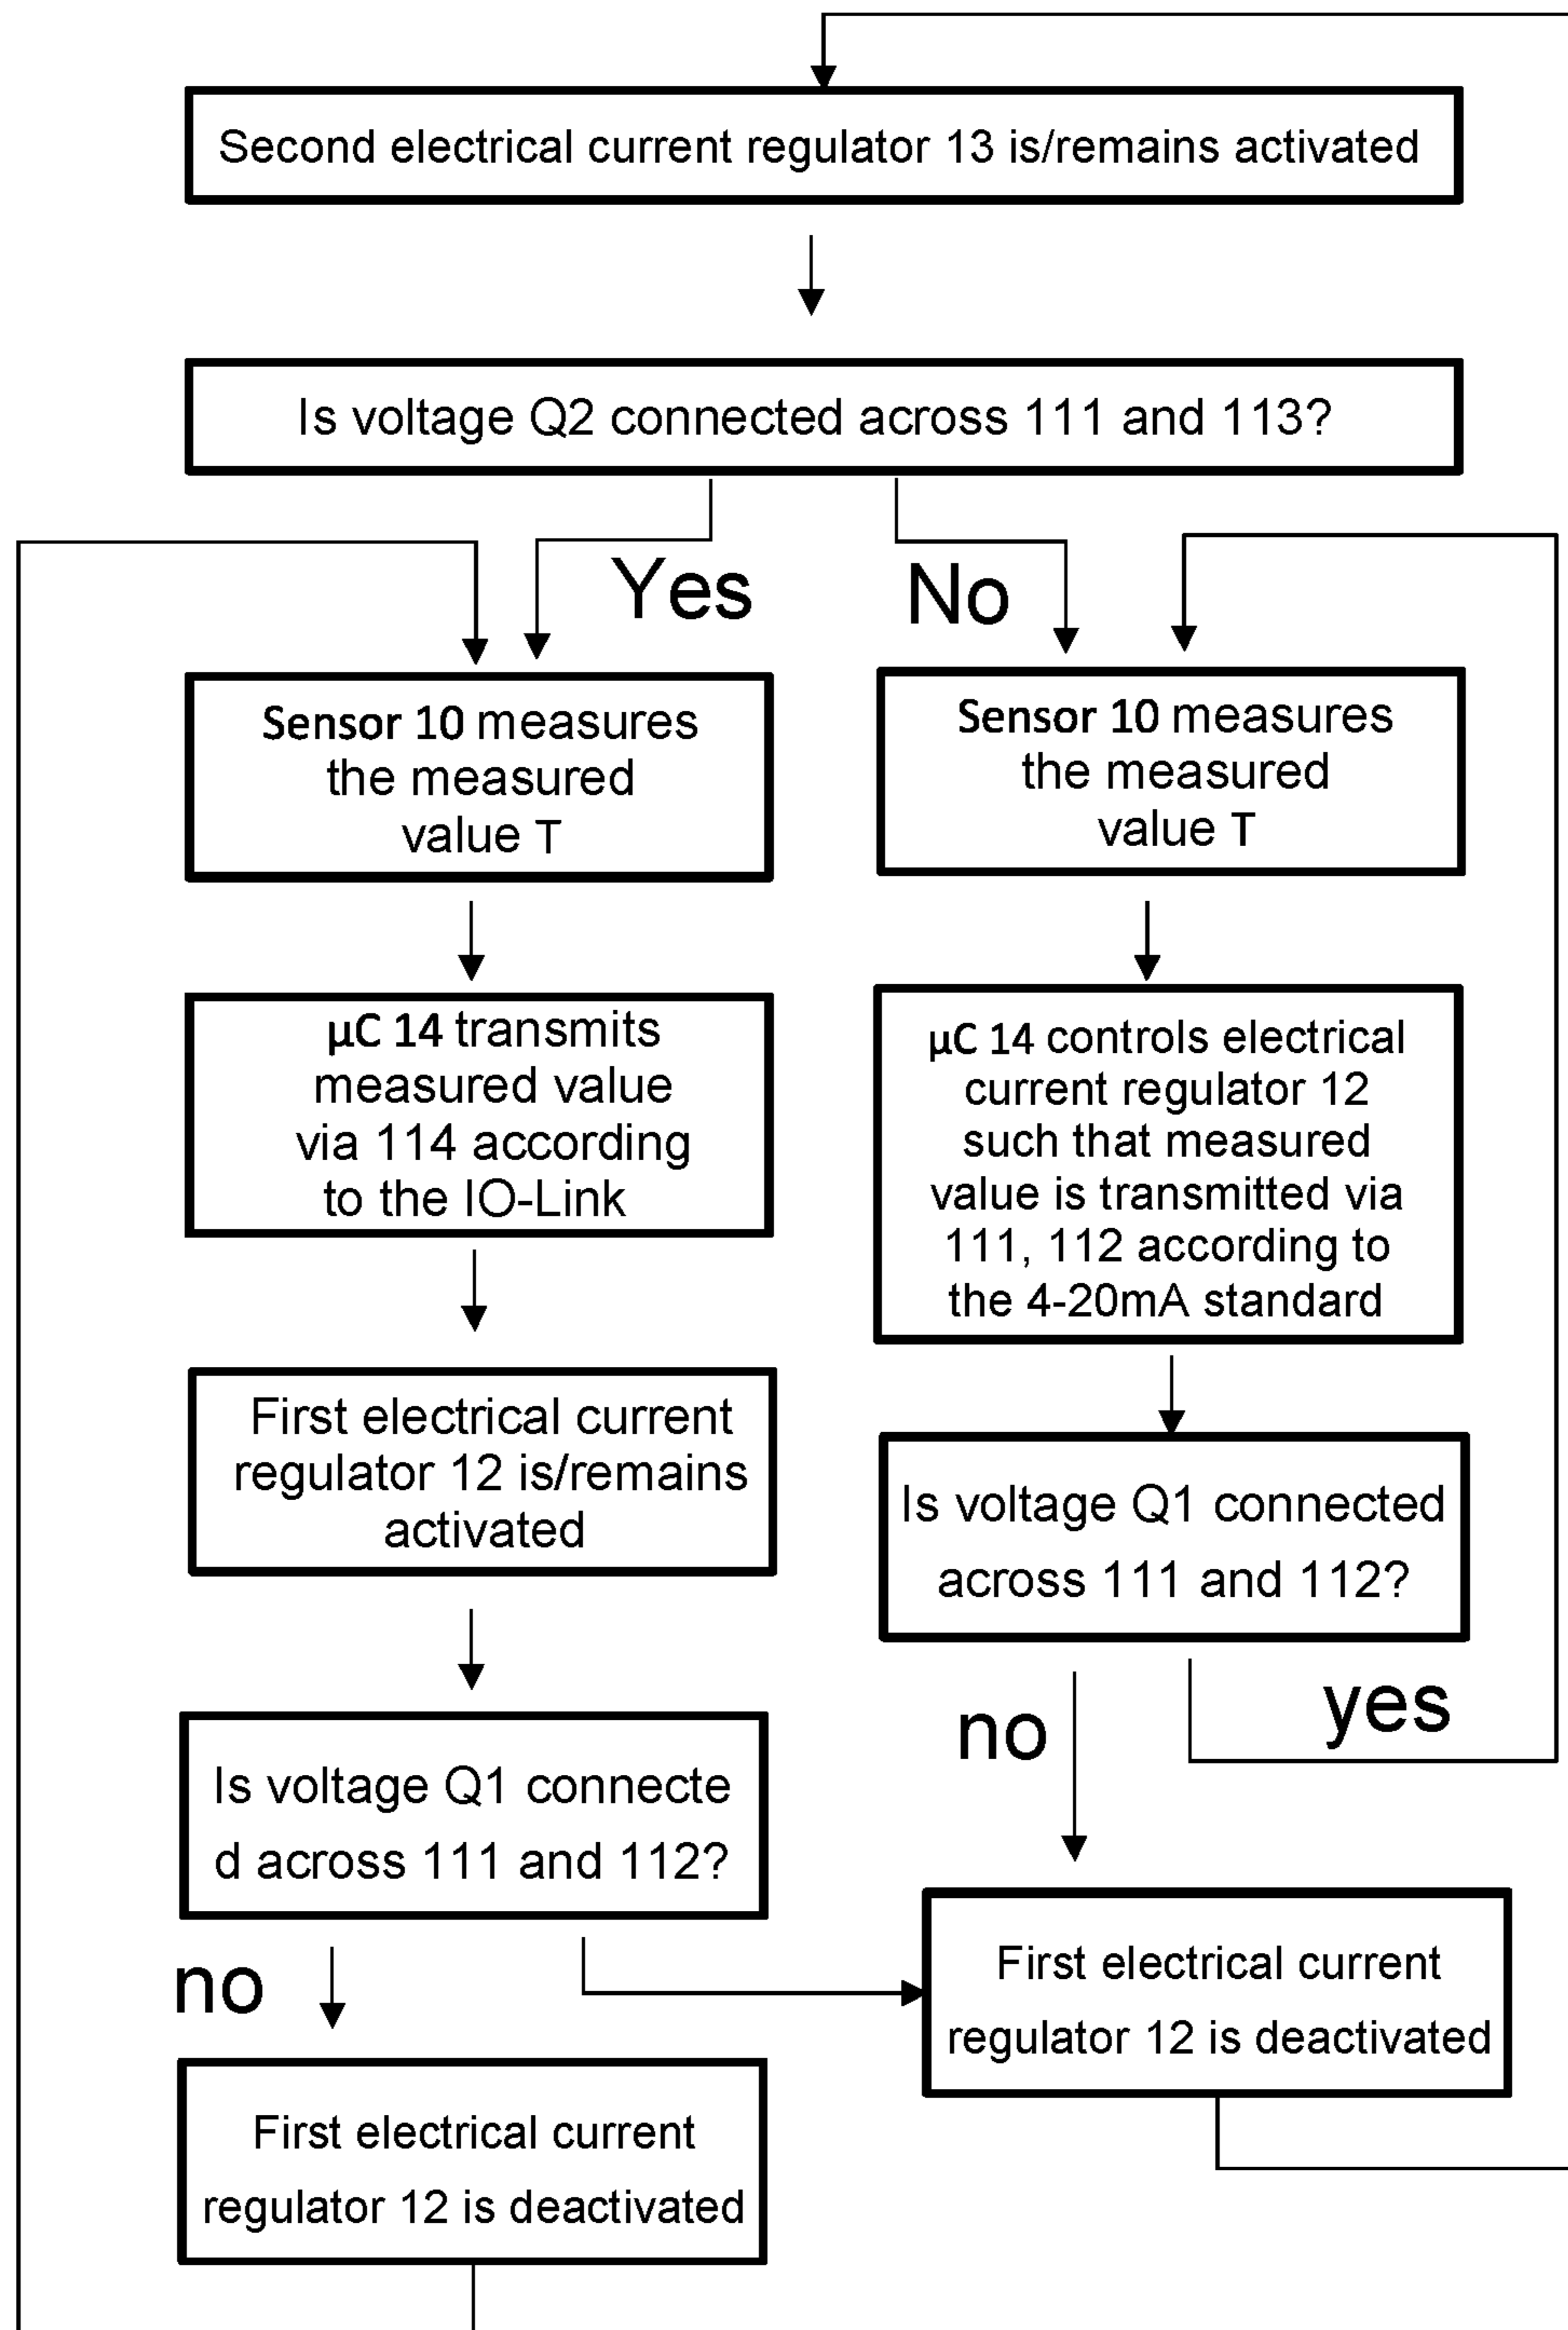 Second electrical current regulator 13 is/remains activated
Is voltage Q2 connected across 111 and 113?
Yes
No
Sensor 10 measures
the measured
value T
Sensor 10 measures
the measured
value T
µC 14 transmits
measured value
via 114 according
to the IO-Link
µC 14 controls electrical
current regulator 12
such that measured
value is transmitted via
111, 112 according to
the 4-20mA standard
First electrical current
regulator 12 is/remains
activated
Is voltage Q1 connected
across 111 and 112?
no
yes
Is voltage Q1 connecte
d across 111 and 112?
no
First electrical current
regulator 12 is deactivated
First electrical current
regulator 12 is deactivated